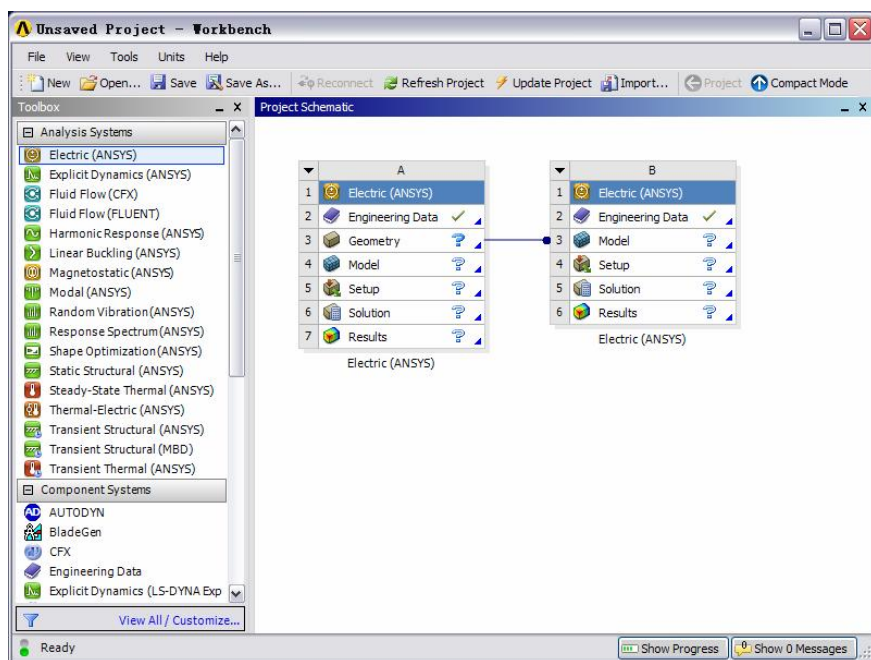 Unsaved Project - Workbench
File View Tools Units Help
New Open... Save Save As... Reconnect Refresh Project Update Project Import... Project Compact Mode
Toolbox
Analysis Systems
Electric (ANSYS)
Explicit Dynamics (ANSYS)
Fluid Flow (CFX)
Fluid Flow (FLUENT)
Harmonic Response (ANSYS)
Linear Buckling (ANSYS)
Magnetostatic (ANSYS)
Modal (ANSYS)
Random Vibration (ANSYS)
Response Spectrum (ANSYS)
Shape Optimization (ANSYS)
Static Structural (ANSYS)
Steady-State Thermal (ANSYS)
Thermal-Electric (ANSYS)
Transient Structural (ANSYS)
Transient Structural (MBD)
Transient Thermal (ANSYS)
Component Systems
AUTODYN
BladeGen
CFX
Engineering Data
Explicit Dynamics (LS-DYNA Exp
View All / Customize...
Project Schematic
A
1 Electric (ANSYS)
2 Engineering Data
3 Geometry
4 Model
5 Setup
6 Solution
7 Results
Electric (ANSYS)
B
1 Electric (ANSYS)
2 Engineering Data
3 Model
4 Setup
5 Solution
6 Results
Electric (ANSYS)
Ready
Show Progress
Show 0 Messages